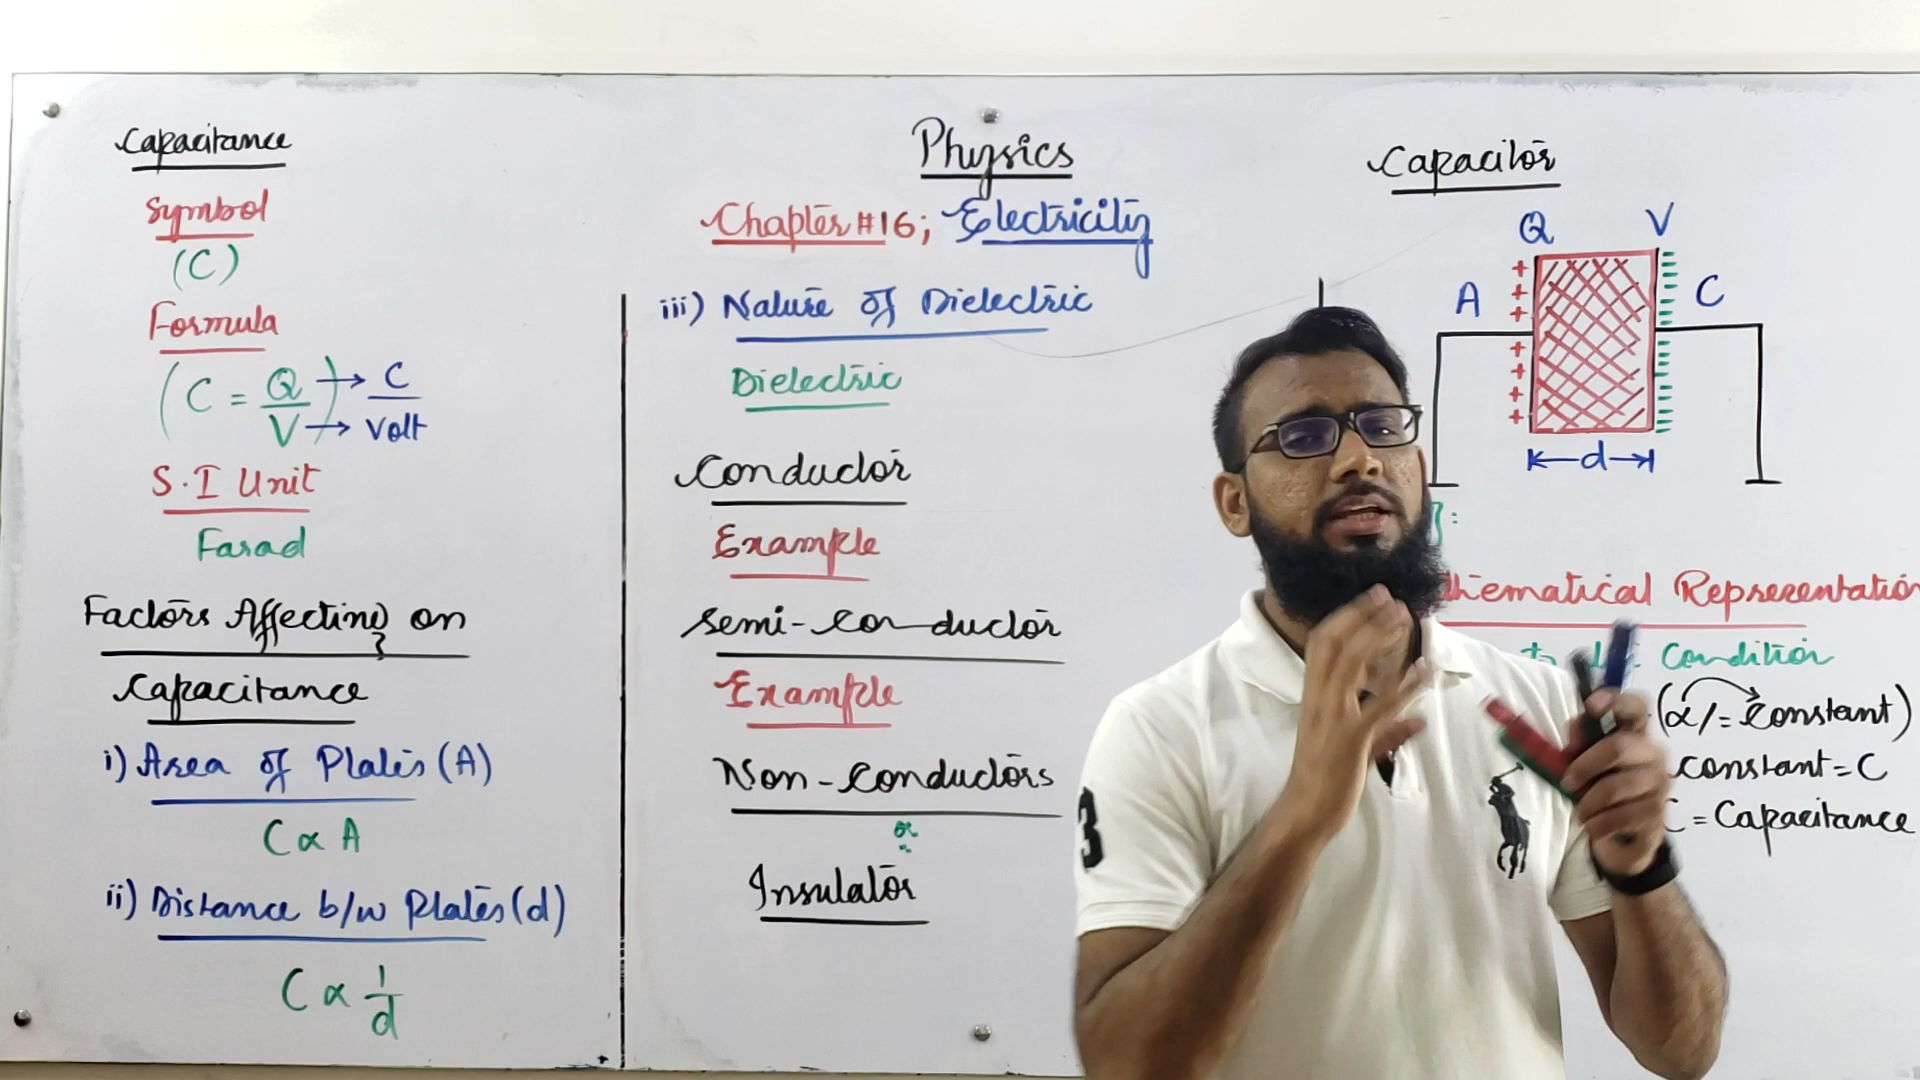 Capacitance
Symbol
(C)
Formula
(C = Q/V) → C
→ Volt
S.I Unit
Farad
Factors Affecting on
Capacitance
i) Area of Plates (A)
C ∝ A
ii) Distance b/w Plates (d)
C ∝ 1/d
Physics
Chapter #16; Electricity
iii) Nature of Dielectric
Dielectric
Conductor
Example
Semi-Conductor
Example
Non-Conductors
or
Insulator
Capacitor
Q V
A C
d
thematical Representation
Condition
(∝/= Constant)
constant = C
C = Capacitance
3